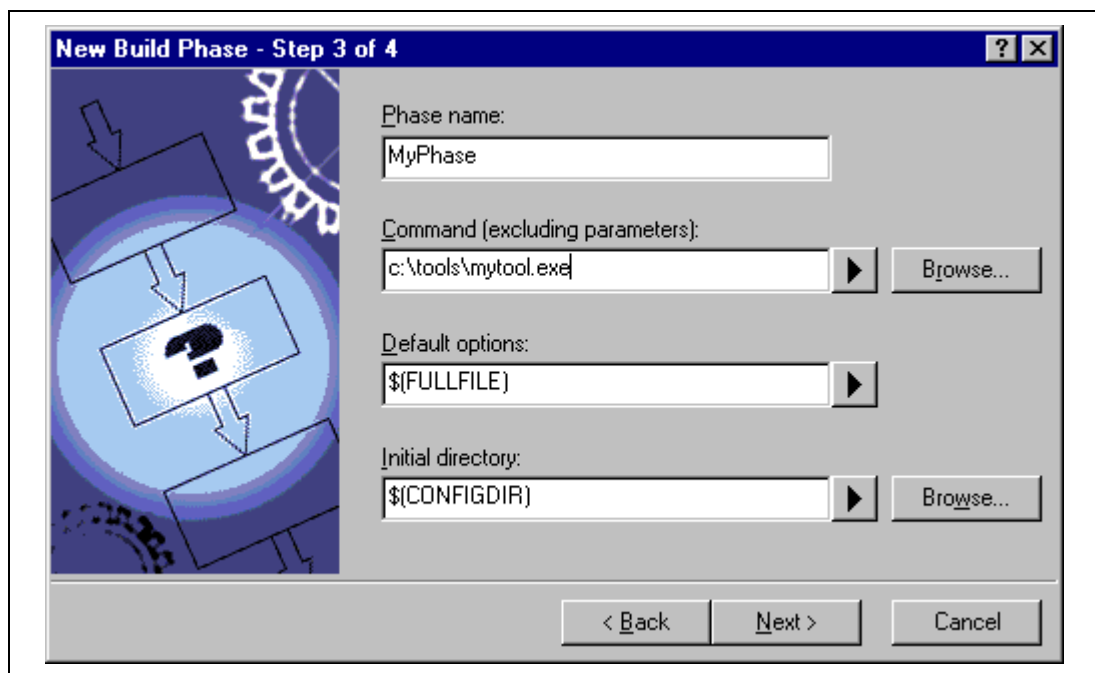 New Build Phase - Step 3 of 4
Phase name:
MyPhase
Command (excluding parameters):
c:\tools\mytool.exe
Browse...
Default options:
$(FULLFILE)
Initial directory:
$(CONFIGDIR)
Browse...
< Back
Next >
Cancel